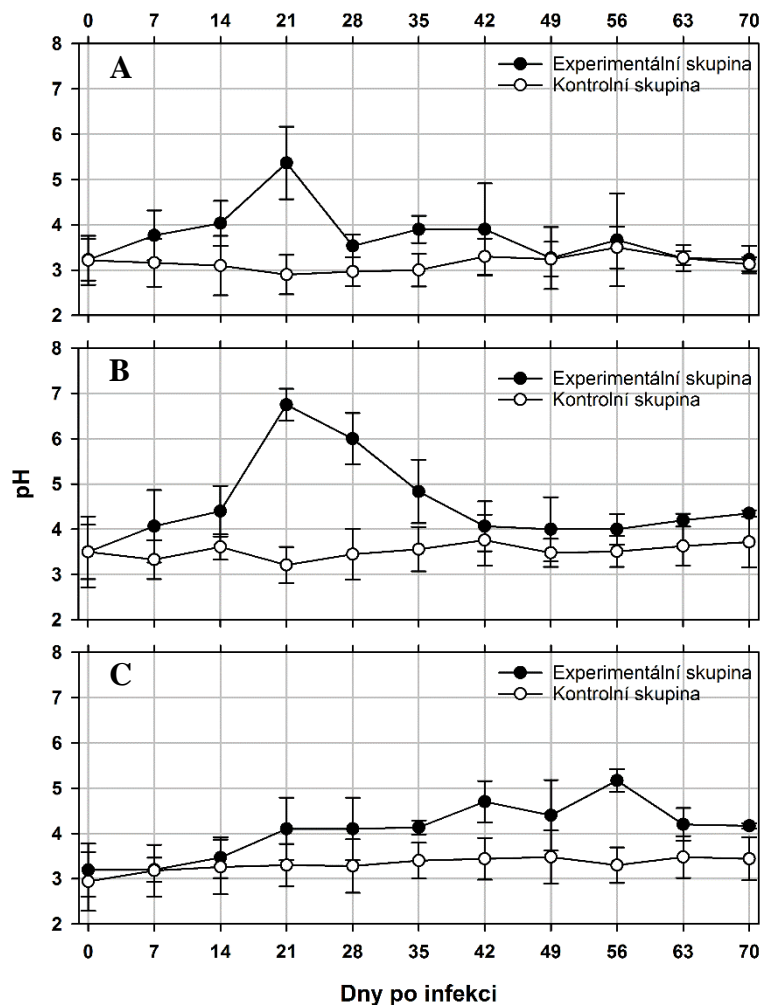 0 7 14 21 28 35 42 49 56 63 70
8
A
Experimentální skupina
Kontrolní skupina
7
6
5
4
3
2
8
B
Experimentální skupina
Kontrolní skupina
7
6
5
4
3
2
pH
8
C
Experimentální skupina
Kontrolní skupina
7
6
5
4
3
2
0 7 14 21 28 35 42 49 56 63 70
Dny po infekci